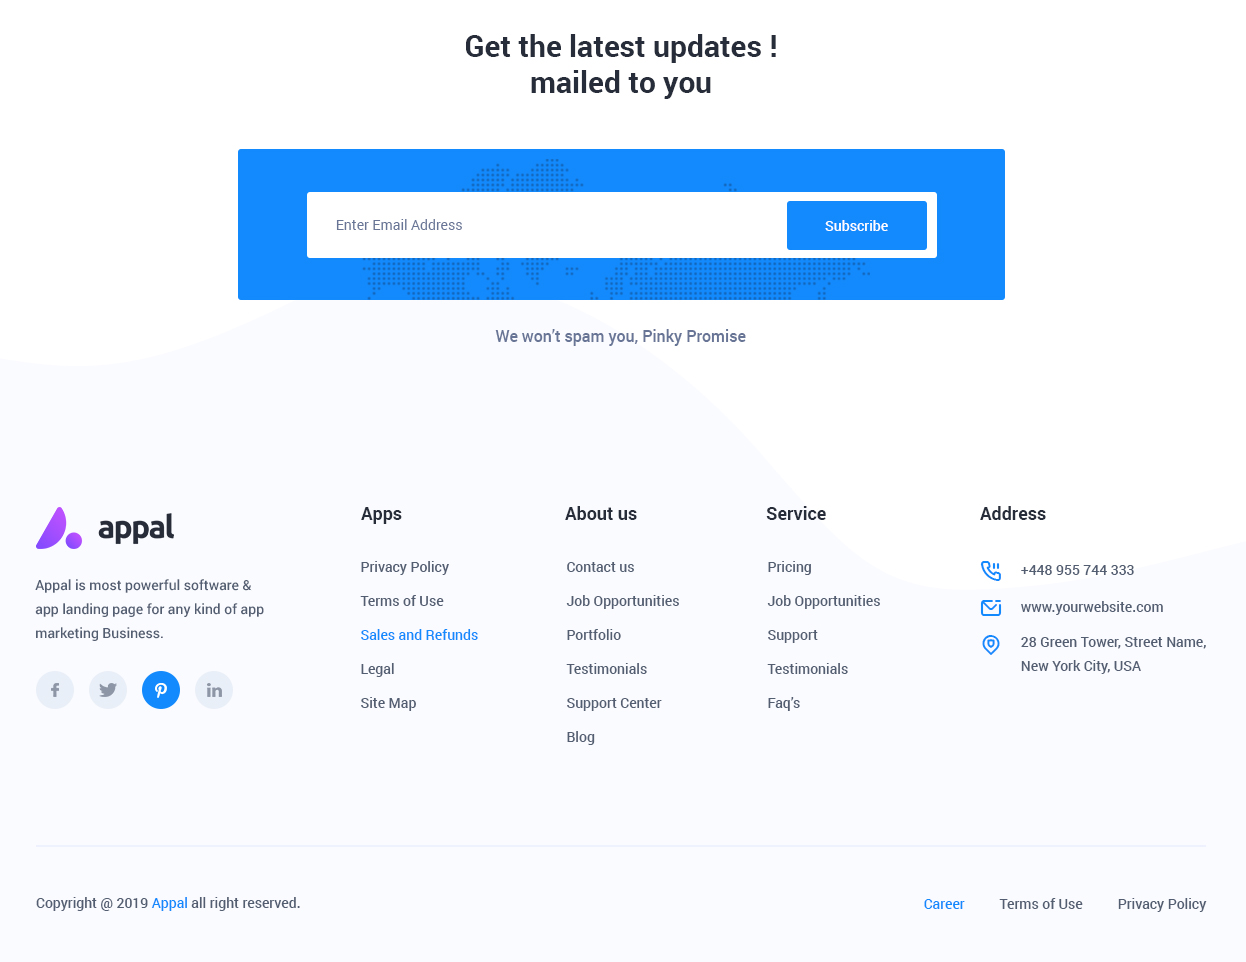 Get the latest updates !
mailed to you
Enter Email Address
Subscribe
We won't spam you, Pinky Promise
appal
Appal is most powerful software &
app landing page for any kind of app
marketing Business.
Apps
Privacy Policy
Terms of Use
Sales and Refunds
Legal
Site Map
About us
Contact us
Job Opportunities
Portfolio
Testimonials
Support Center
Blog
Service
Pricing
Job Opportunities
Support
Testimonials
Faq's
Address
+448 955 744 333
www.yourwebsite.com
28 Green Tower, Street Name,
New York City, USA
Copyright @ 2019 Appal all right reserved.
Career
Terms of Use
Privacy Policy